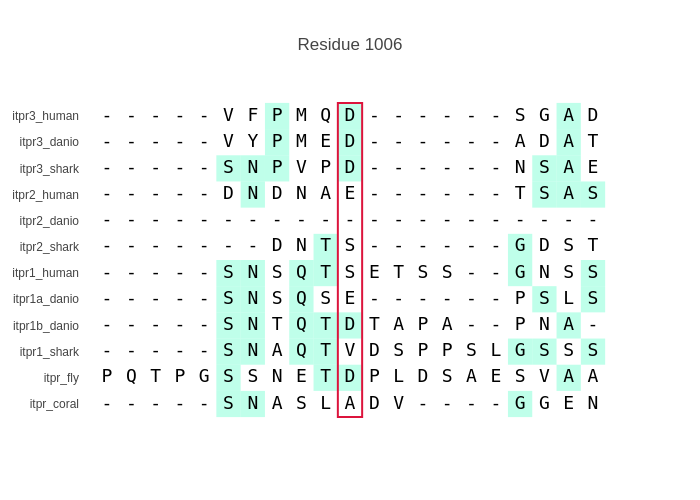 Residue 1006
itpr3_human - - - - - V F P M Q D - - - - - - S G A D
itpr3_danio - - - - - V Y P M E D - - - - - - A D A T
itpr3_shark - - - - - S N P V P D - - - - - - N S A E
itpr2_human - - - - - D N D N A E - - - - - - T S A S
itpr2_danio - - - - - - - - - - - - - - - - - - - - -
itpr2_shark - - - - - - - D N T S - - - - - - G D S T
itpr1_human - - - - - S N S Q T S E T S S - - G N S S
itpr1a_danio - - - - - S N S Q S E - - - - - - P S L S
itpr1b_danio - - - - - S N T Q T D T A P A - - P N A -
itpr1_shark - - - - - S N A Q T V D S P P S L G S S S
itpr_fly P Q T P G S S N E T D P L D S A E S V A A
itpr_coral - - - - - S N A S L A D V - - - - G G E N